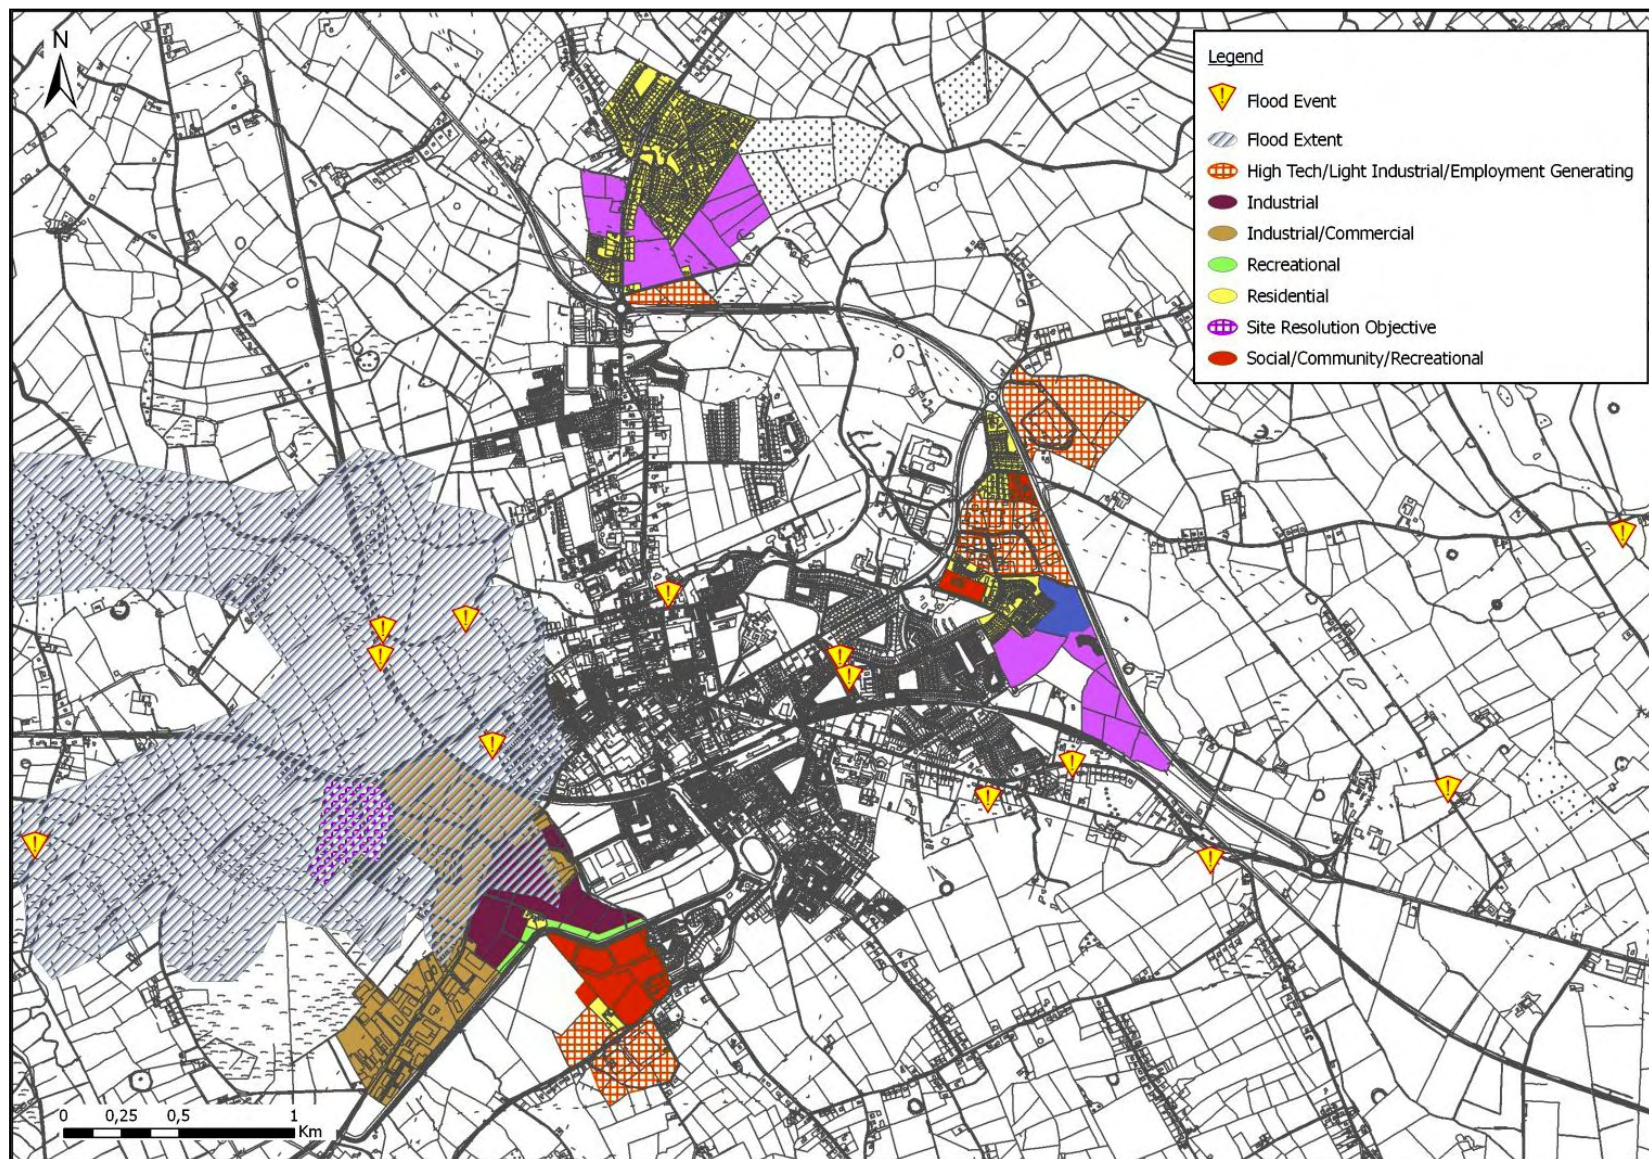 N
Legend
Flood Event
Flood Extent
High Tech/Light Industrial/Employment Generating
Industrial
Industrial/Commercial
Recreational
Residential
Site Resolution Objective
Social/Community/Recreational
0 0,25 0,5 1
Km